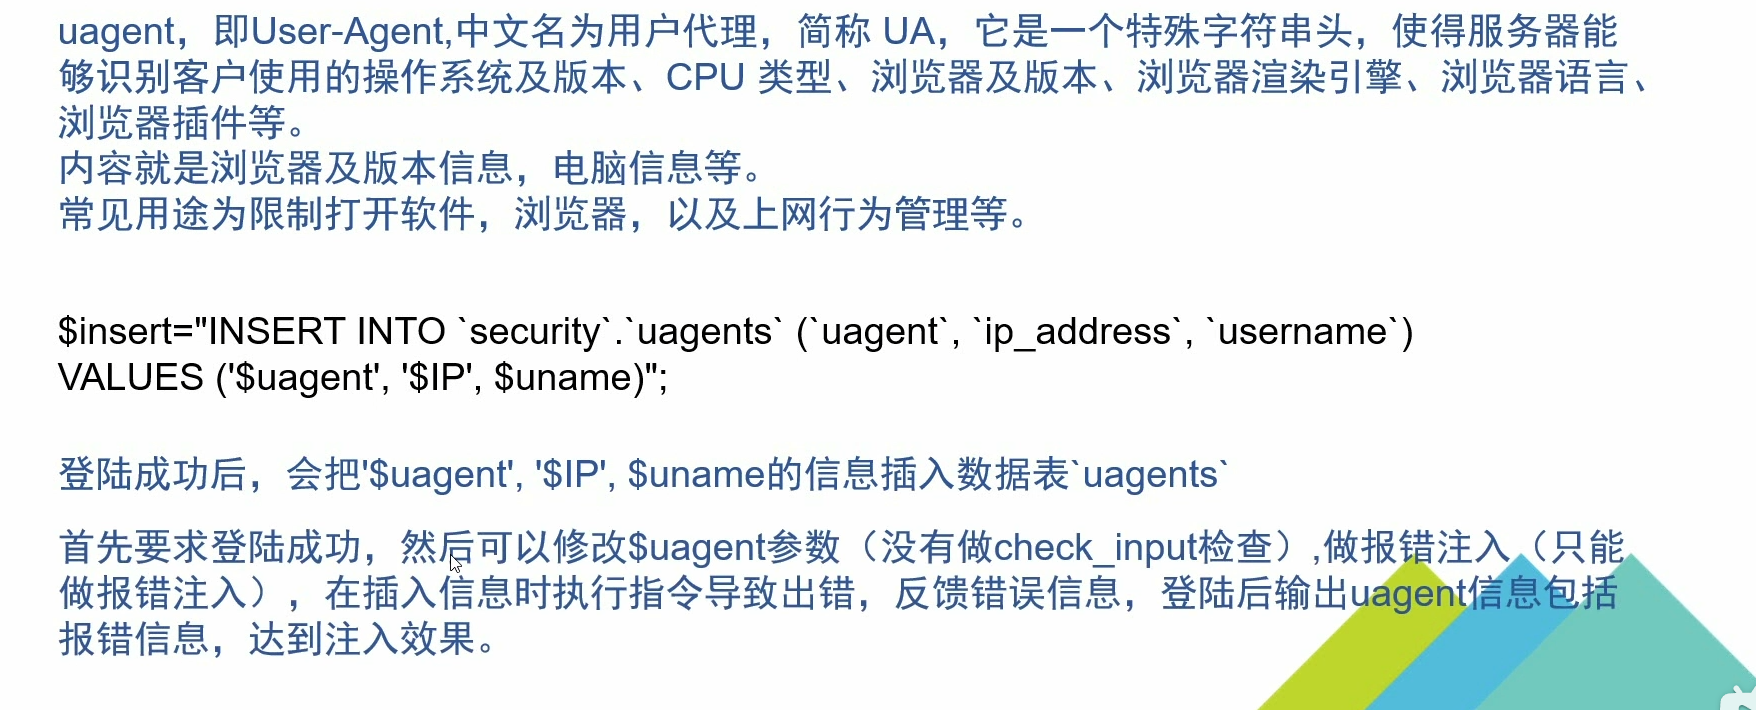 uagent，即User-Agent,中文名为用户代理，简称 UA，它是一个特殊字符串头，使得服务器能
够识别客户使用的操作系统及版本、CPU 类型、浏览器及版本、浏览器渲染引擎、浏览器语言、
浏览器插件等。
内容就是浏览器及版本信息，电脑信息等。
常见用途为限制打开软件，浏览器，以及上网行为管理等。
$insert="INSERT INTO `security`.`uagents` (`uagent`, `ip_address`, `username`)
VALUES ('$uagent', '$IP', $uname)";
登陆成功后，会把'$uagent', '$IP', $uname的信息插入数据表`uagents`
首先要求登陆成功，然后可以修改$uagent参数（没有做check_input检查）,做报错注入（只能
做报错注入），在插入信息时执行指令导致出错，反馈错误信息，登陆后输出uagent信息包括
报错信息，达到注入效果。